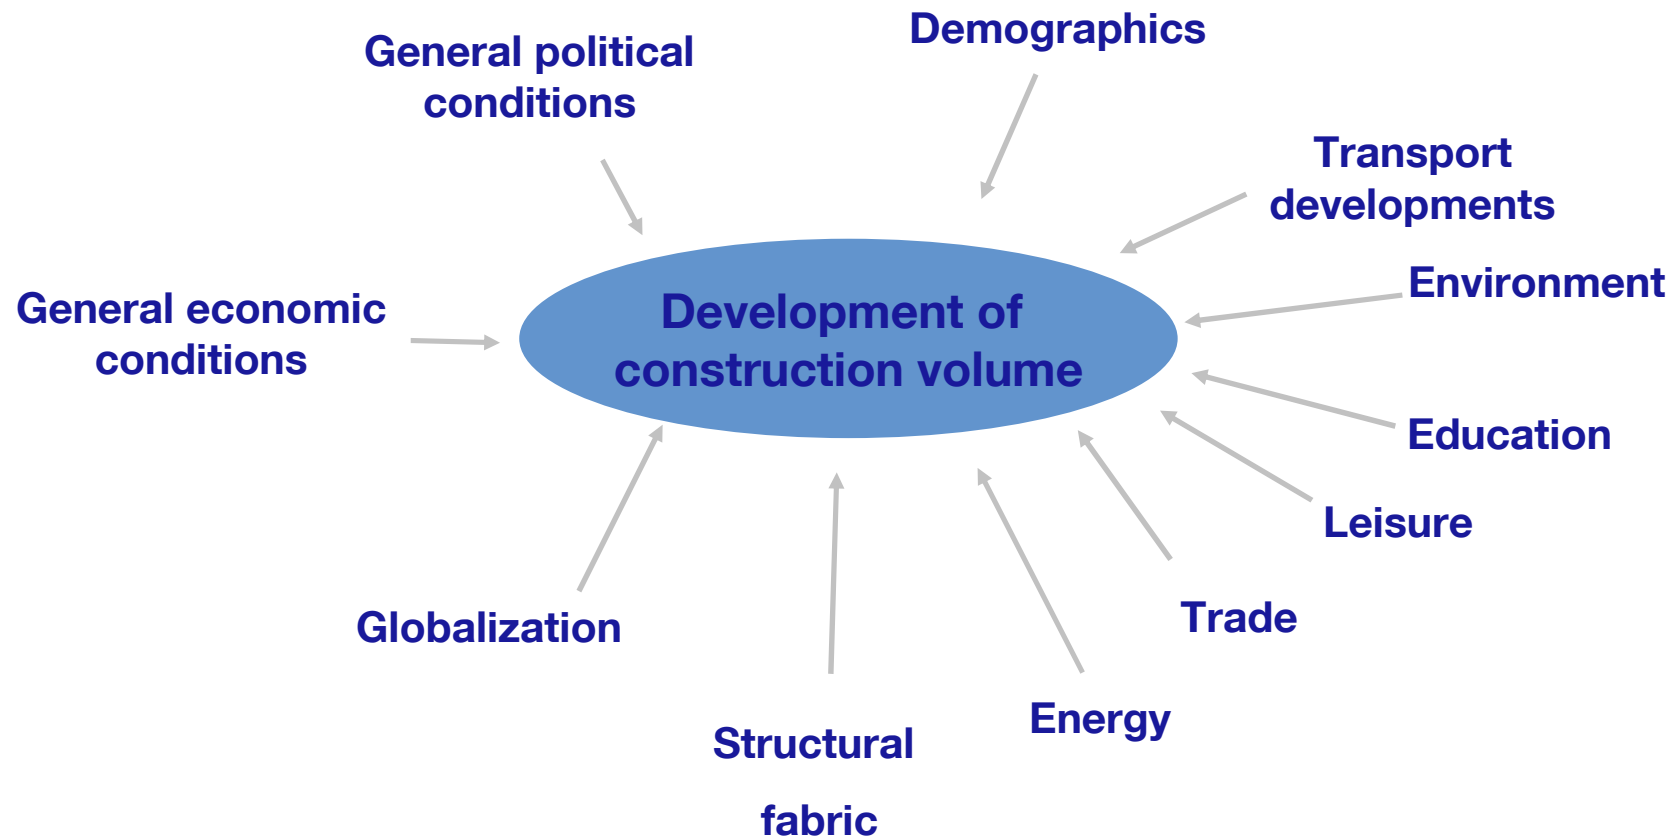 Demographics
General political
conditions
Transport
developments
Environment
General economic
conditions
Development of
construction volume
Education
Leisure
Globalization
Trade
Energy
Structural
fabric